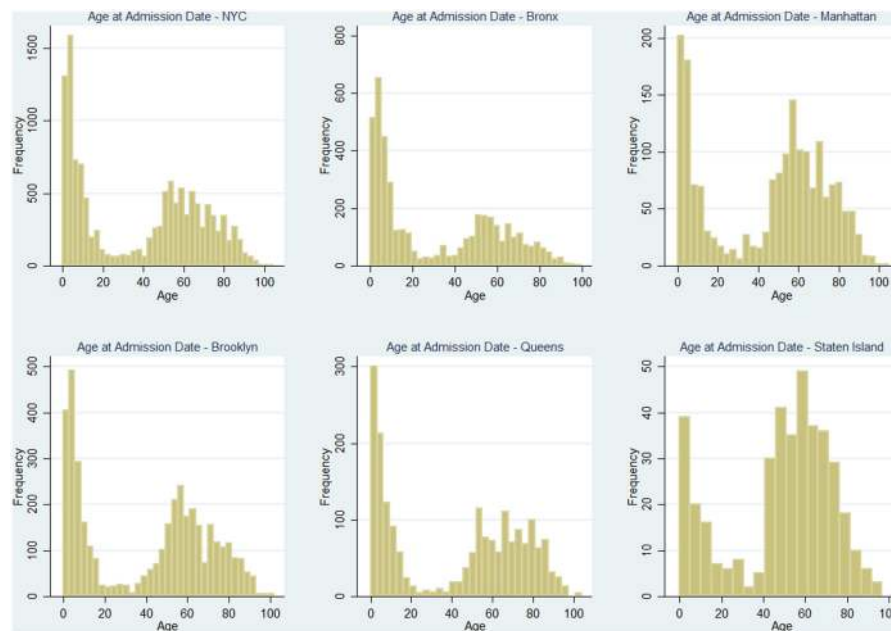 Age at Admission Date - NYC
Frequency
0
500
1000
1500
0 20 40 60 80 100
Age
Age at Admission Date - Bronx
Frequency
0
200
400
600
800
0 20 40 60 80 100
Age
Age at Admission Date - Manhattan
Frequency
0
50
100
150
200
0 20 40 60 80 100
Age
Age at Admission Date - Brooklyn
Frequency
0
100
200
300
400
500
0 20 40 60 80 100
Age
Age at Admission Date - Queens
Frequency
0
100
200
300
0 20 40 60 80 100
Age
Age at Admission Date - Staten Island
Frequency
0
10
20
30
40
50
0 20 40 60 80 100
Age